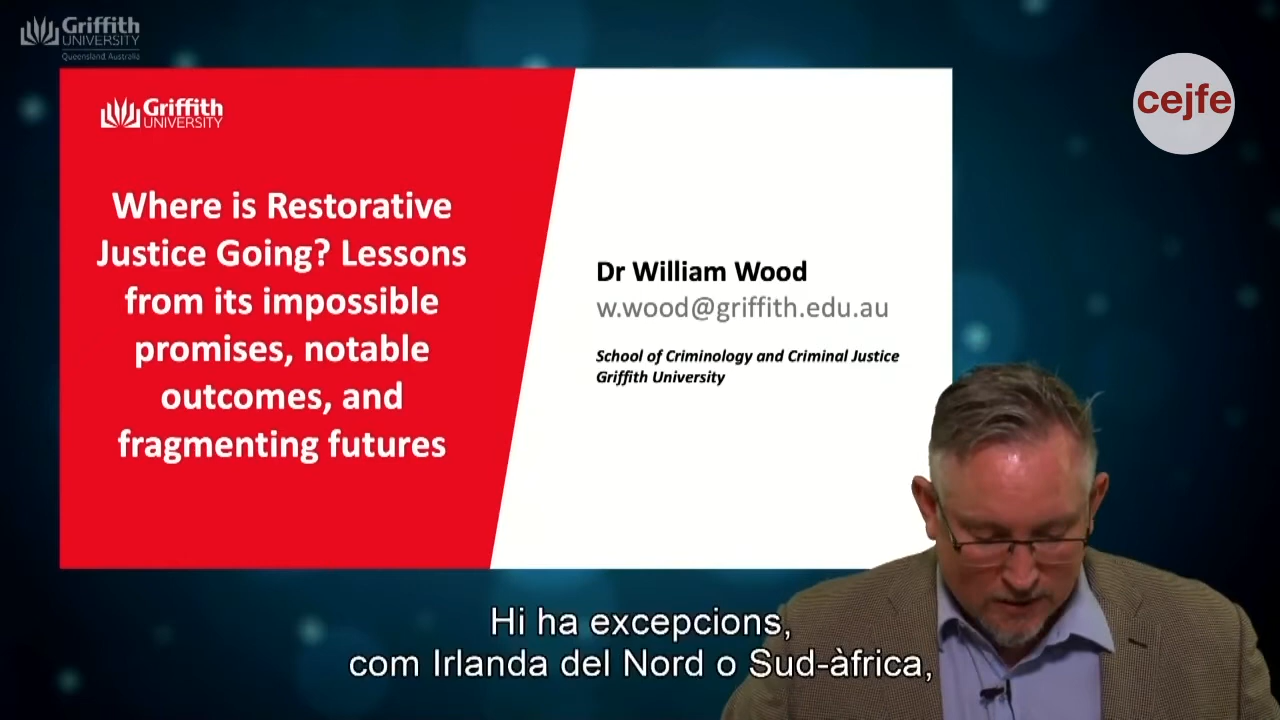 Griffith
UNIVERSITY
Queensland, Australia
cejfe
Griffith
UNIVERSITY
Where is Restorative
Justice Going? Lessons
from its impossible
promises, notable
outcomes, and
fragmenting futures
Dr William Wood
w.wood@griffith.edu.au
School of Criminology and Criminal Justice
Griffith University
Hi ha excepcions,
com Irlanda del Nord o Sud-àfrica,